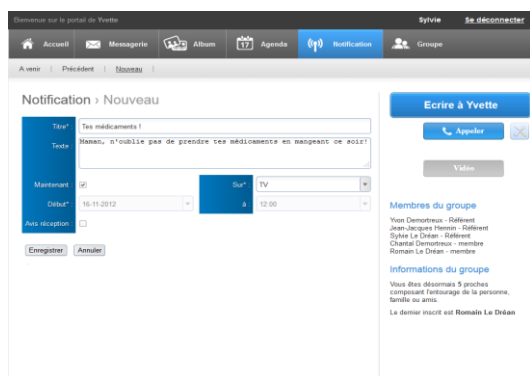 Bienvenue sur le portail de Yvette
Sylvie Se déconnecter
Accueil Messagerie Album 17 Agenda Notification Groupe
A venir | Précédent | Nouveau |
Notification › Nouveau
Titre* Tes médicaments !
Texte : Maman, n'oublie pas de prendre tes médicaments en mangeant ce soir!
Maintenant : Sur* : TV
Début* : 16-11-2012 à : 12:00
Avis réception :
Enregistrer Annuler
Ecrire à Yvette
Appeler
Vidéo
Membres du groupe
Yvon Demortreux - Référent
Jean-Jacques Hennin - Référent
Sylvie Le Dréan - Référent
Chantal Demortreux - membre
Romain Le Dréan - membre
Informations du groupe
Vous êtes désormais 5 proches
composant l'entourage de la personne,
famille ou amis.
Le dernier inscrit est Romain Le Dréan